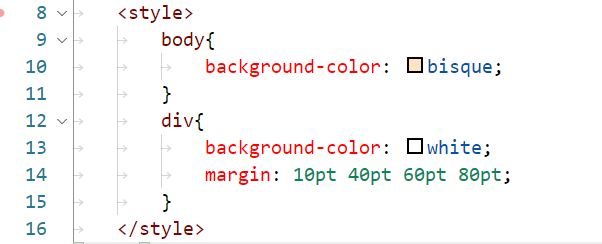 8 <style>
9 body{
10 background-color: bisque;
11 }
12 div{
13 background-color: white;
14 margin: 10pt 40pt 60pt 80pt;
15 }
16 </style>